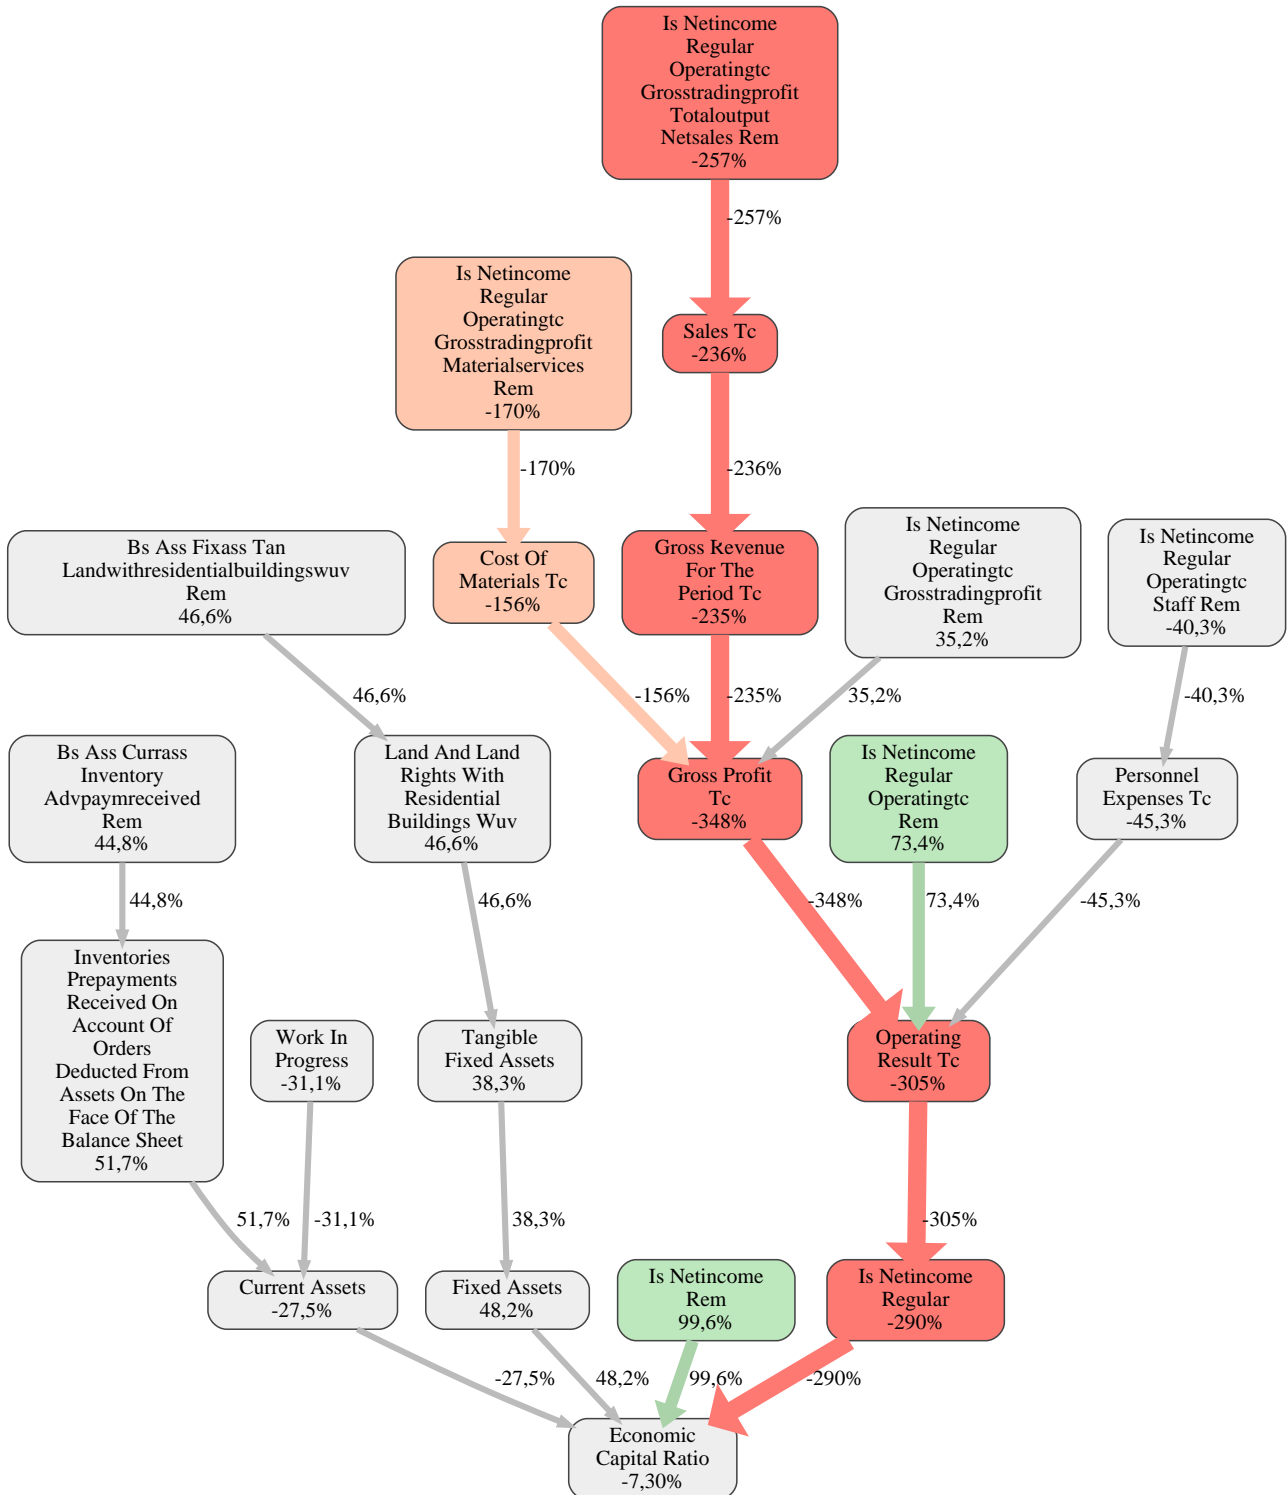 Is Netincome
Regular
Operatingtc
Grosstradingprofit
Totaloutput
Netsales Rem
-257%
-257%
Is Netincome
Regular
Operatingtc
Grosstradingprofit
Materialservices
Rem
-170%
Sales Tc
-236%
-170%
-236%
Bs Ass Fixass Tan
Landwithresidentialbuildingswuv
Rem
46,6%
Cost Of
Materials Tc
-156%
Gross Revenue
For The
Period Tc
-235%
Is Netincome
Regular
Operatingtc
Grosstradingprofit
Rem
35,2%
Is Netincome
Regular
Operatingtc
Staff Rem
-40,3%
46,6%
-156%
-235%
35,2%
-40,3%
Bs Ass Currass
Inventory
Advpaymreceived
Rem
44,8%
Land And Land
Rights With
Residential
Buildings Wuv
46,6%
Gross Profit
Tc
-348%
Is Netincome
Regular
Operatingtc
Rem
73,4%
Personnel
Expenses Tc
-45,3%
44,8%
46,6%
-348%
73,4%
-45,3%
Inventories
Prepayments
Received On
Account Of
Orders
Deducted From
Assets On The
Face Of The
Balance Sheet
51,7%
Work In
Progress
-31,1%
Tangible
Fixed Assets
38,3%
Operating
Result Tc
-305%
51,7%
-31,1%
38,3%
-305%
Current Assets
-27,5%
Fixed Assets
48,2%
Is Netincome
Rem
99,6%
Is Netincome
Regular
-290%
-27,5%
48,2%
99,6%
-290%
Economic
Capital Ratio
-7,30%